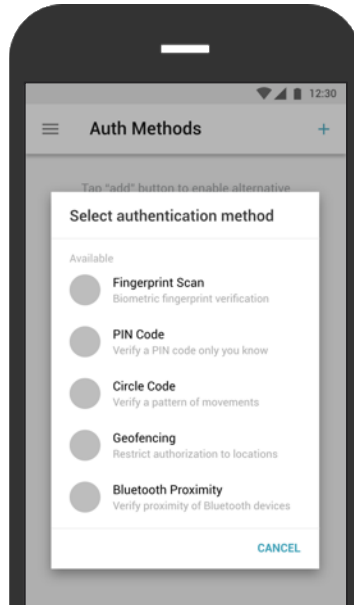 12:30
Auth Methods
+
Tap "add" button to enable alternative
Select authentication method
Available
Fingerprint Scan
Biometric fingerprint verification
PIN Code
Verify a PIN code only you know
Circle Code
Verify a pattern of movements
Geofencing
Restrict authorization to locations
Bluetooth Proximity
Verify proximity of Bluetooth devices
CANCEL